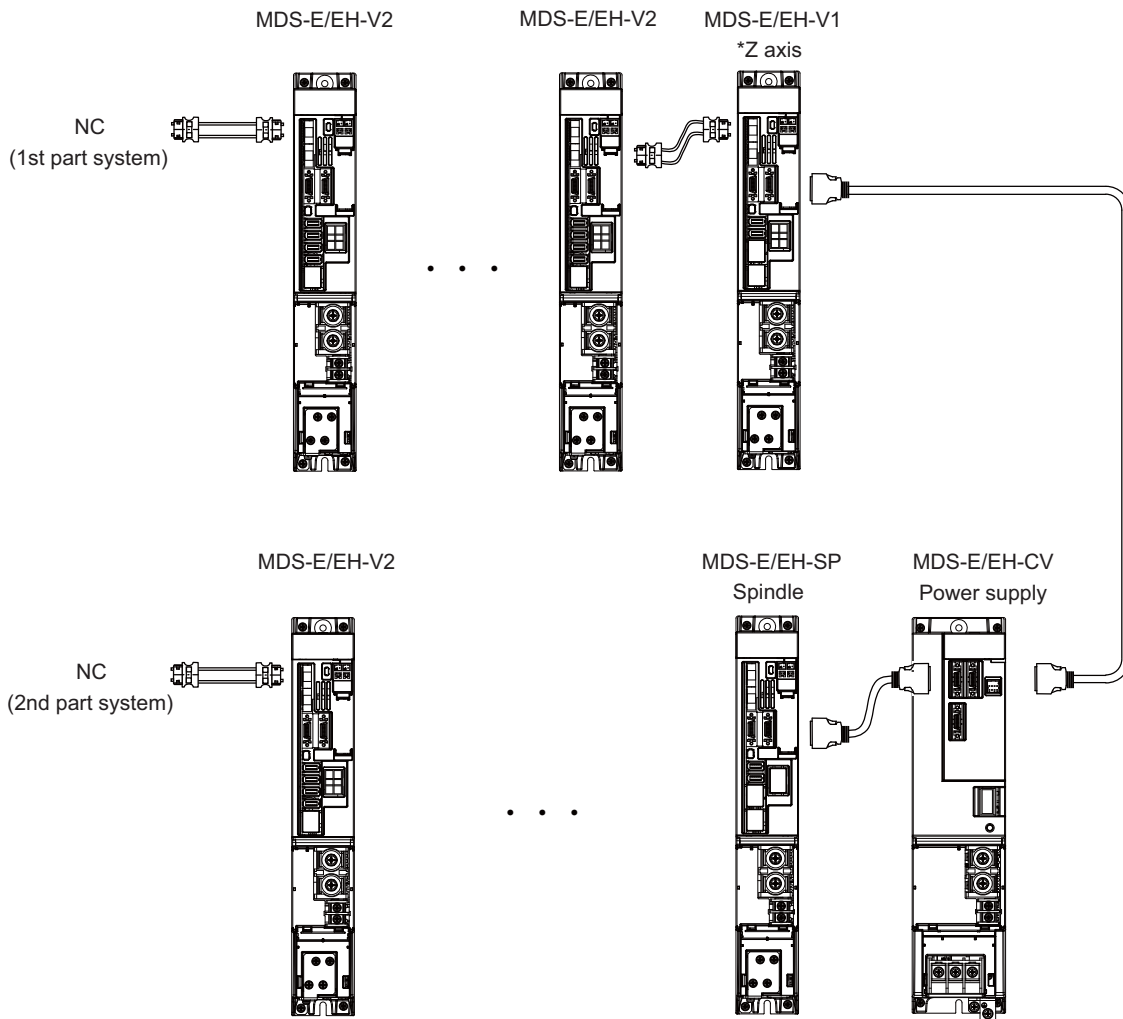 MDS-E/EH-V2
MDS-E/EH-V2
MDS-E/EH-V1
*Z axis
NC
(1st part system)
. . .
MDS-E/EH-V2
MDS-E/EH-SP
Spindle
MDS-E/EH-CV
Power supply
NC
(2nd part system)
. . .